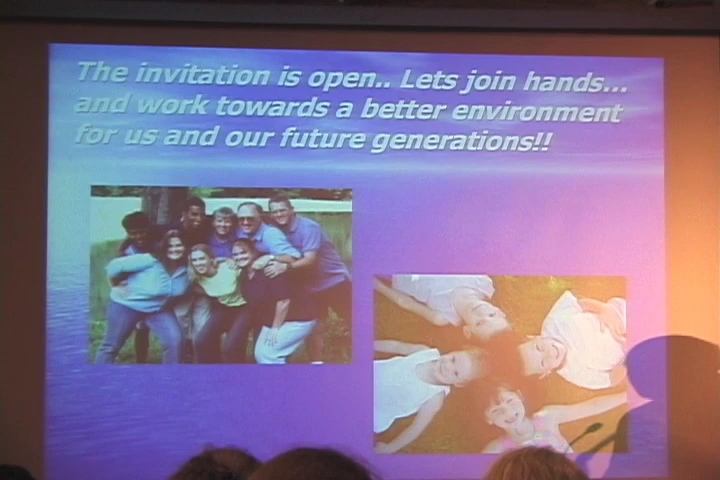 The invitation is open.. Lets join hands...
and work towards a better environment
for us and our future generations!!